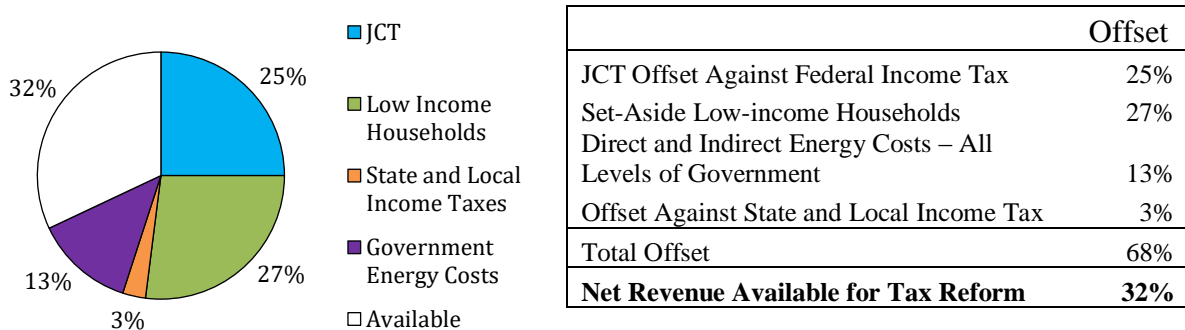 32%
25%
13%
27%
3%
JCT
Low Income
Households
State and Local
Income Taxes
Government
Energy Costs
Available
Offset
JCT Offset Against Federal Income Tax 25%
Set-Aside Low-income Households 27%
Direct and Indirect Energy Costs – All
Levels of Government 13%
Offset Against State and Local Income Tax 3%
Total Offset 68%
Net Revenue Available for Tax Reform 32%